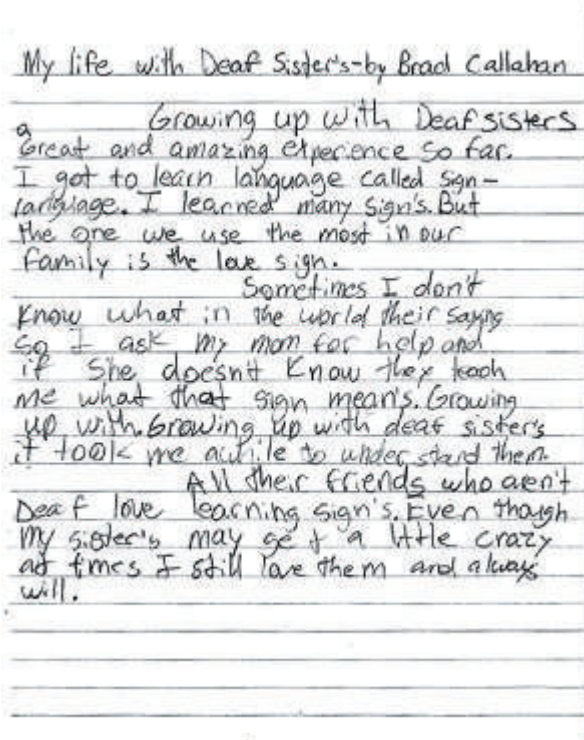 My life with Deaf Sister's-by Brad Callahan
Growing up with Deaf sisters
a
Great and amazing experience so far.
I got to learn language called sign-
language. I learned many sign's. But
the one we use the most in our
family is the love sign.
Sometimes I don't
Know what in the world their saying
so I ask my mom for help and
if she doesn't Know they teach
me what that sign mean's. Growing
up with. Growing up with deaf sister's
it took me awhile to understand them
All their friends who aren't
Deaf love learning sign's. Even though
my sister's may get a little crazy
at times I still love them and always
will.